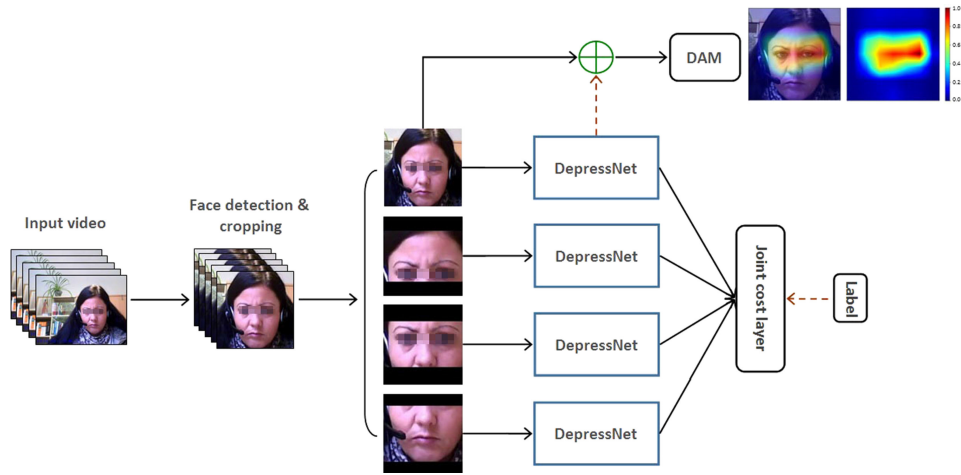 DAM
1.0
0.8
0.6
0.4
0.2
0.0
Input video
Face detection &
cropping
DepressNet
DepressNet
DepressNet
DepressNet
Joint cost layer
Label